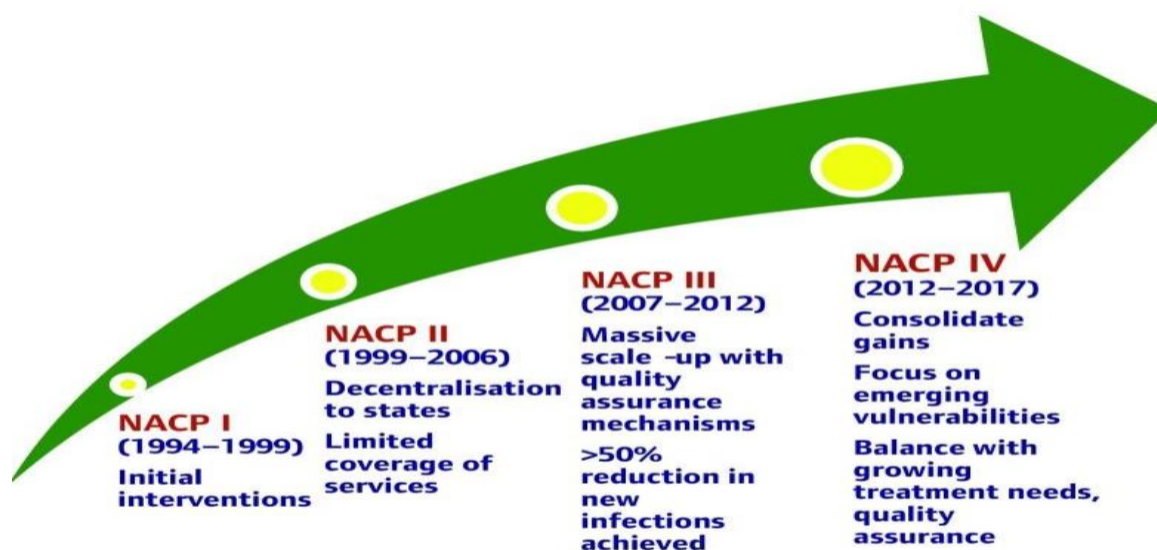 NACP I
(1994–1999)
Initial
interventions
NACP II
(1999–2006)
Decentralisation
to states
Limited
coverage of
services
NACP III
(2007–2012)
Massive
scale -up with
quality
assurance
mechanisms
>50%
reduction in
new
infections
achieved
NACP IV
(2012–2017)
Consolidate
gains
Focus on
emerging
vulnerabilities
Balance with
growing
treatment needs,
quality
assurance